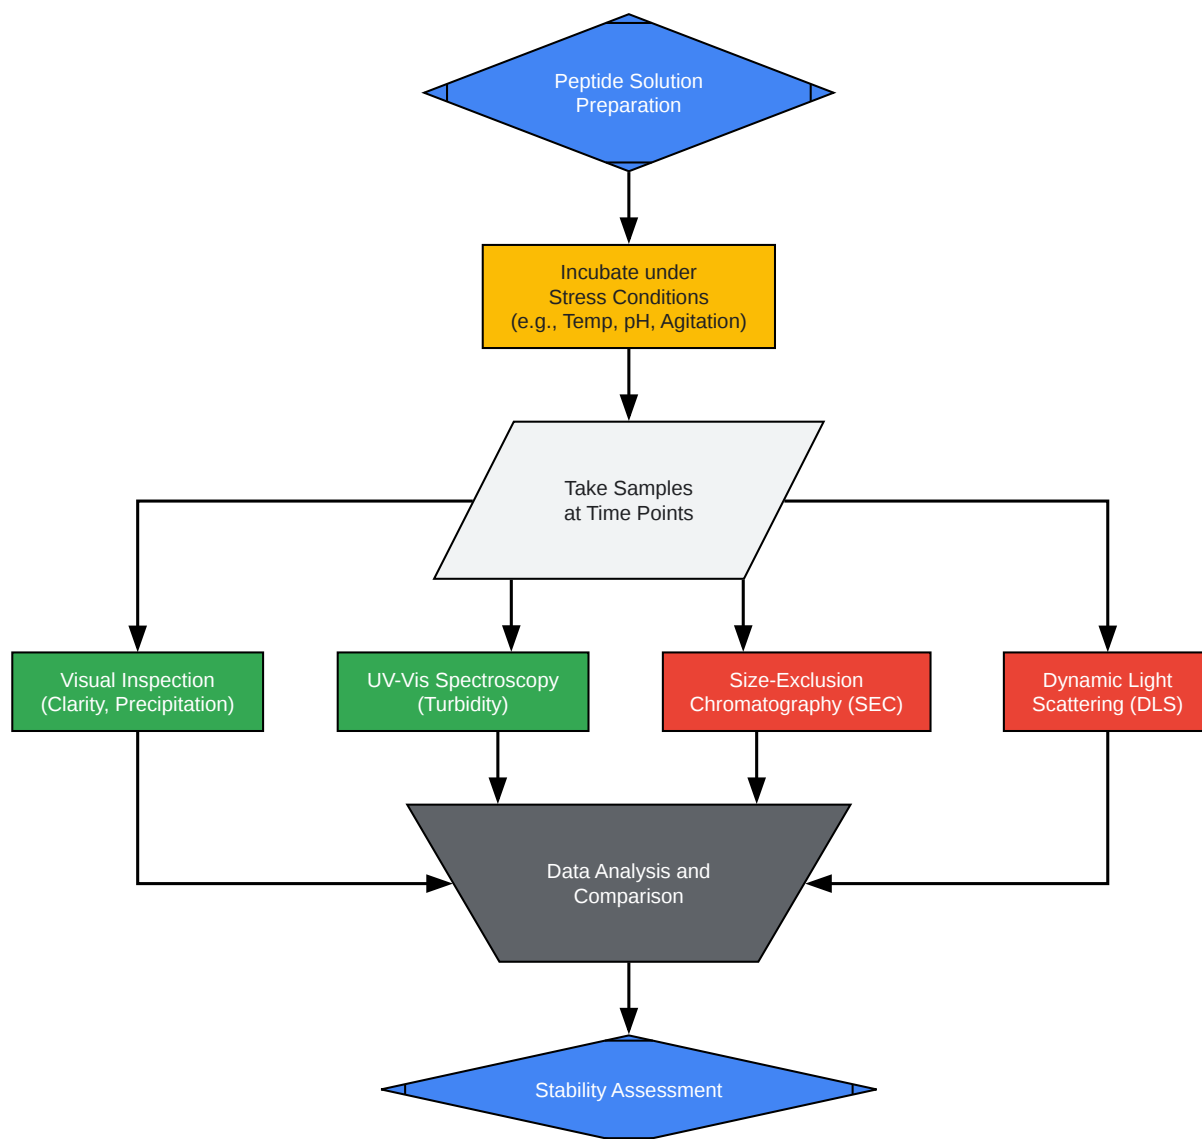 Peptide Solution
Preparation
Incubate under
Stress Conditions
(e.g., Temp, pH, Agitation)
Take Samples
at Time Points
Visual Inspection
(Clarity, Precipitation)
UV-Vis Spectroscopy
(Turbidity)
Size-Exclusion
Chromatography (SEC)
Dynamic Light
Scattering (DLS)
Data Analysis and
Comparison
Stability Assessment